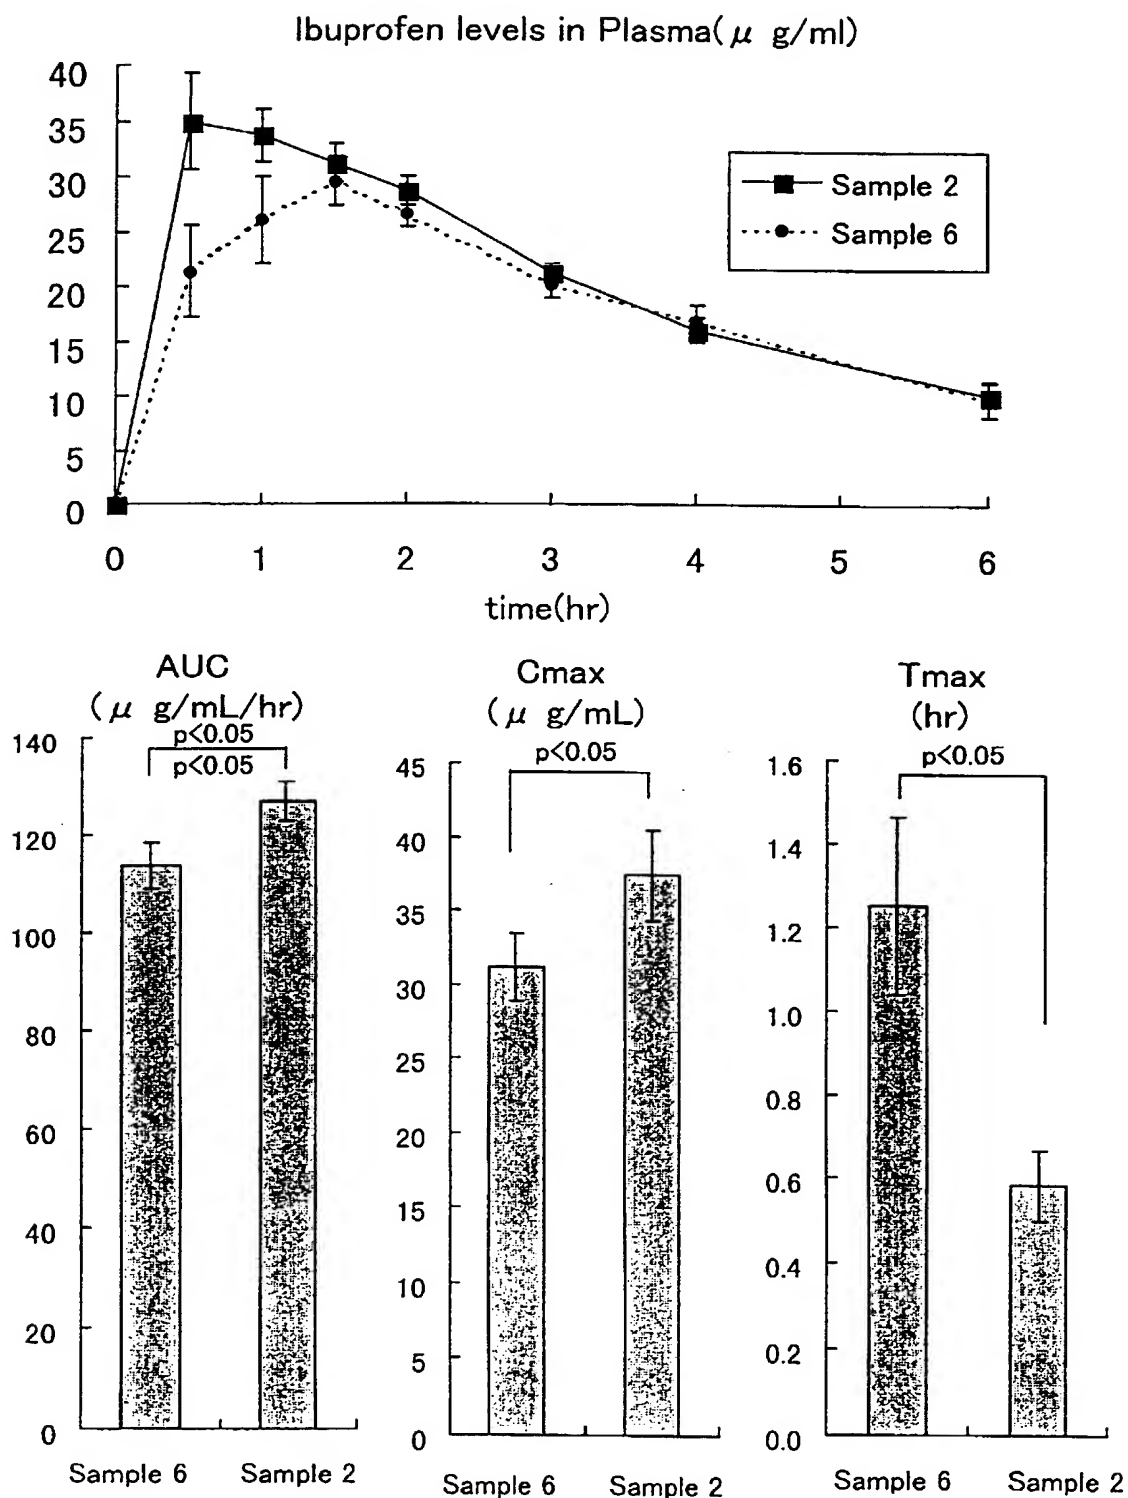 Ibuprofen levels in Plasma(μ g/ml)
40
35
30
25
20
15
10
5
0
Sample 2
Sample 6
0 1 2 3 4 5 6
time(hr)
AUC
(μ g/mL/hr)
p<0.05
p<0.05
140
120
100
80
60
40
20
0
Sample 6 Sample 2
Cmax
(μ g/mL)
p<0.05
45
40
35
30
25
20
15
10
5
0
Sample 6 Sample 2
Tmax
(hr)
p<0.05
1.6
1.4
1.2
1.0
0.8
0.6
0.4
0.2
0.0
Sample 6 Sample 2